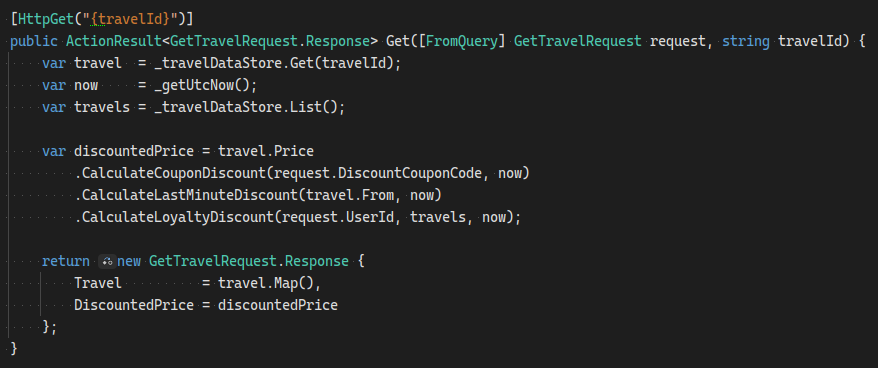 [HttpGet("{travelId}")]
public ActionResult<GetTravelRequest.Response> Get([FromQuery] GetTravelRequest request, string travelId) {
    var travel  = _travelDataStore.Get(travelId);
    var now     = _getUtcNow();
    var travels = _travelDataStore.List();

    var discountedPrice = travel.Price
        .CalculateCouponDiscount(request.DiscountCouponCode, now)
        .CalculateLastMinuteDiscount(travel.From, now)
        .CalculateLoyaltyDiscount(request.UserId, travels, now);

    return new GetTravelRequest.Response {
        Travel          = travel.Map(),
        DiscountedPrice = discountedPrice
    };
}